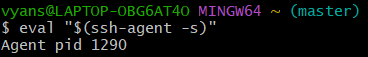 vyans@LAPTOP-OBG6AT4O MINGW64 ~ (master)
$ eval "$(ssh-agent -s)"
Agent pid 1290